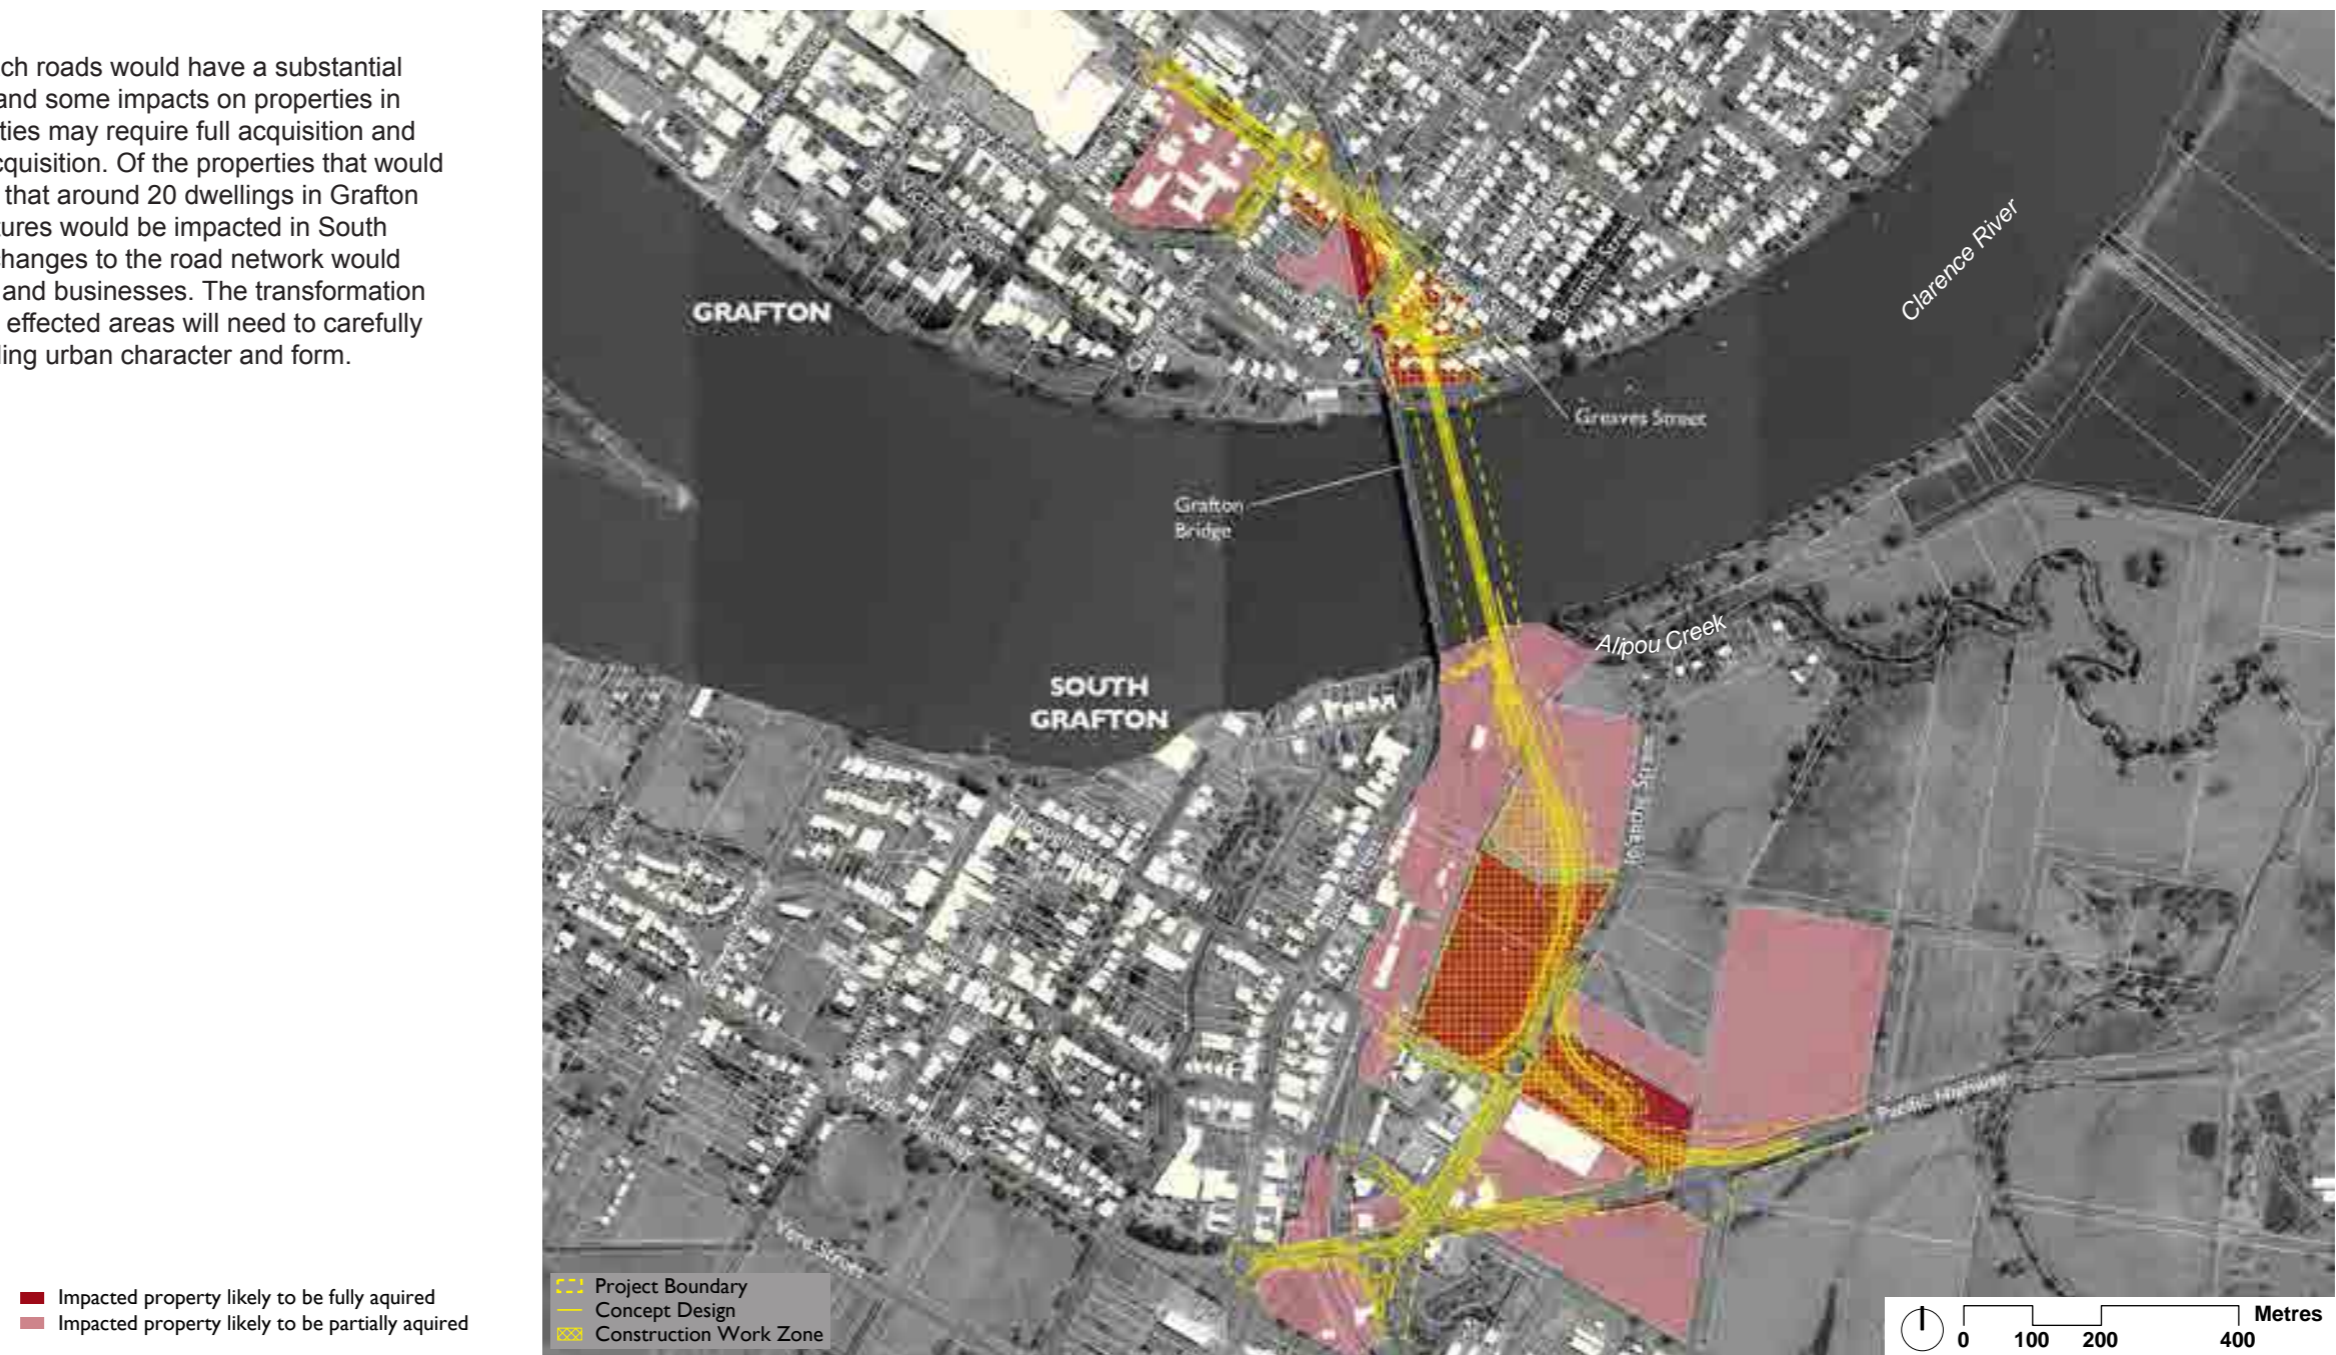 ch roads would have a substantial
and some impacts on properties in
ties may require full acquisition and
cquisition. Of the properties that would
that around 20 dwellings in Grafton
tures would be impacted in South
changes to the road network would
and businesses. The transformation
effected areas will need to carefully
ling urban character and form.
GRAFTON
Clarence River
Greaves Street
Grafton
Bridge
Alipou Creek
SOUTH
GRAFTON
Pacific Highway
Vere Street
Impacted property likely to be fully aquired
Impacted property likely to be partially aquired
Project Boundary
Concept Design
Construction Work Zone
Metres
0 100 200 400